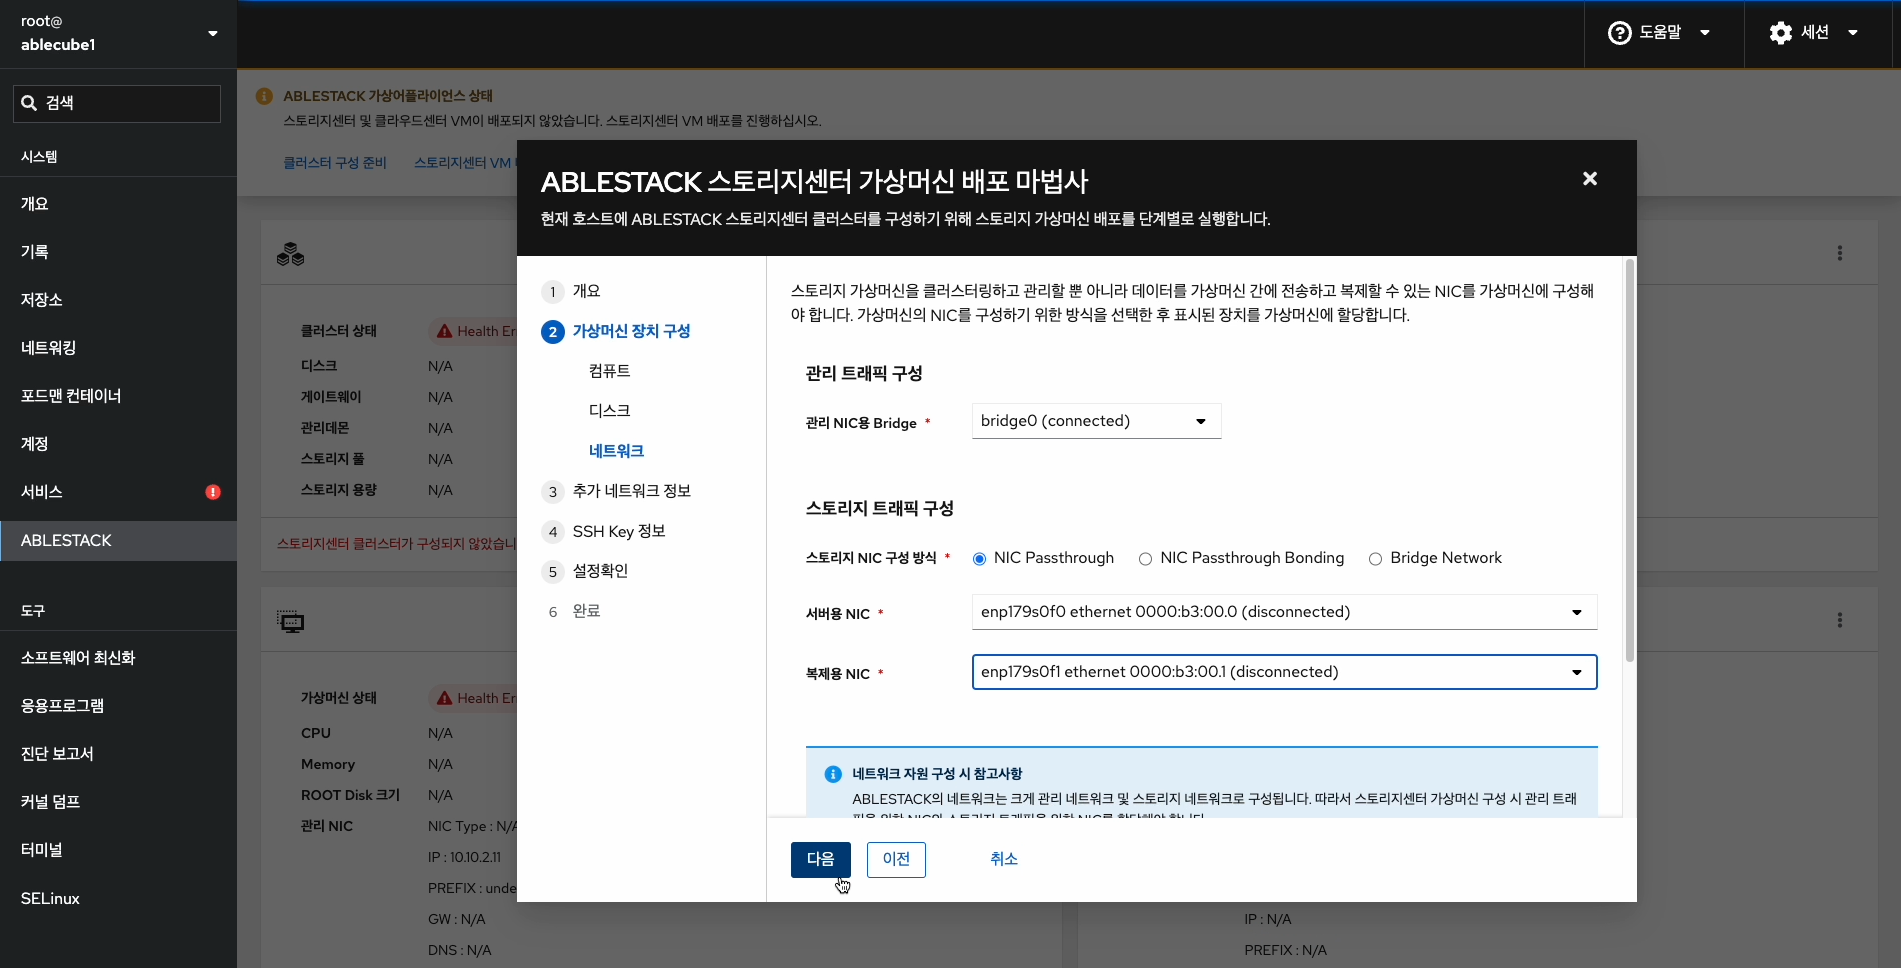 root@
ablecube1
도움말
세션
검색
시스템
개요
기록
저장소
네트워킹
포드맨 컨테이너
계정
서비스
ABLESTACK
도구
소프트웨어 최신화
응용프로그램
진단 보고서
커널 덤프
터미널
SELinux
ABLESTACK 가상어플라이언스 상태
스토리지센터 및 클라우드센터 VM이 배포되지 않았습니다. 스토리지센터 VM 배포를 진행하십시오.
클러스터 구성 준비
스토리지센터 VM
클러스터 상태
Health Er
디스크
N/A
게이트웨이
N/A
관리데몬
N/A
스토리지 풀
N/A
스토리지 용량
N/A
스토리지센터 클러스터가 구성되지 않았습니
가상머신 상태
Health Er
CPU
N/A
Memory
N/A
ROOT Disk 크기
N/A
관리 NIC
NIC Type : N/A
IP : 10.10.2.11
PREFIX : unde
GW : N/A
DNS : N/A
IP : N/A
PREFIX : N/A
ABLESTACK 스토리지센터 가상머신 배포 마법사
현재 호스트에 ABLESTACK 스토리지센터 클러스터를 구성하기 위해 스토리지 가상머신 배포를 단계별로 실행합니다.
1 개요
2 가상머신 장치 구성
컴퓨트
디스크
네트워크
3 추가 네트워크 정보
4 SSH Key 정보
5 설정확인
6 완료
스토리지 가상머신을 클러스터링하고 관리할 뿐 아니라 데이터를 가상머신 간에 전송하고 복제할 수 있는 NIC를 가상머신에 구성해
야 합니다. 가상머신의 NIC를 구성하기 위한 방식을 선택한 후 표시된 장치를 가상머신에 할당합니다.
관리 트래픽 구성
관리 NIC용 Bridge *
bridge0 (connected)
스토리지 트래픽 구성
스토리지 NIC 구성 방식 *
NIC Passthrough
NIC Passthrough Bonding
Bridge Network
서버용 NIC *
enp179s0f0 ethernet 0000:b3:00.0 (disconnected)
복제용 NIC *
enp179s0f1 ethernet 0000:b3:00.1 (disconnected)
네트워크 자원 구성 시 참고사항
ABLESTACK의 네트워크는 크게 관리 네트워크 및 스토리지 네트워크로 구성됩니다. 따라서 스토리지센터 가상머신 구성 시 관리 트래
다음
이전
취소